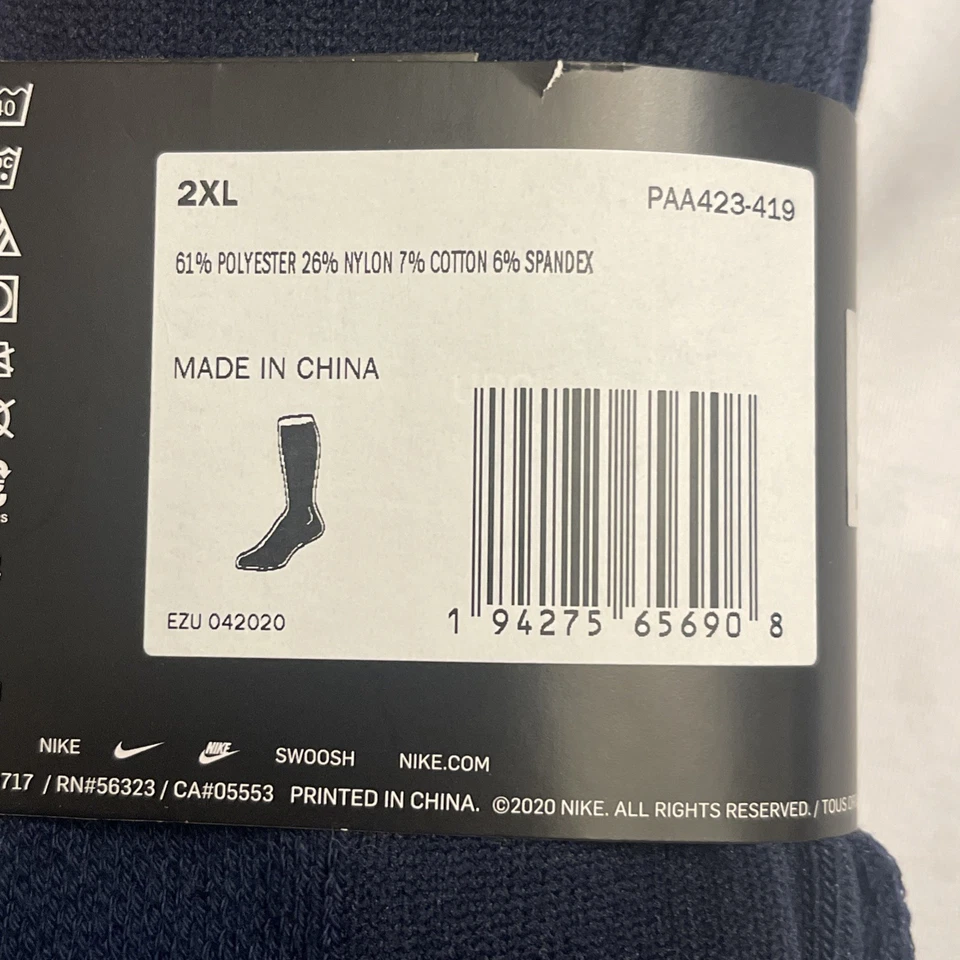 40
2XL
PAA423-419
61% POLYESTER 26% NYLON 7% COTTON 6% SPANDEX
MADE IN CHINA
EZU 042020
1 94275 65690 8
NIKE NIKE SWOOSH NIKE.COM
717 / RN#56323 / CA#05553 PRINTED IN CHINA. ©2020 NIKE. ALL RIGHTS RESERVED. / TOUS